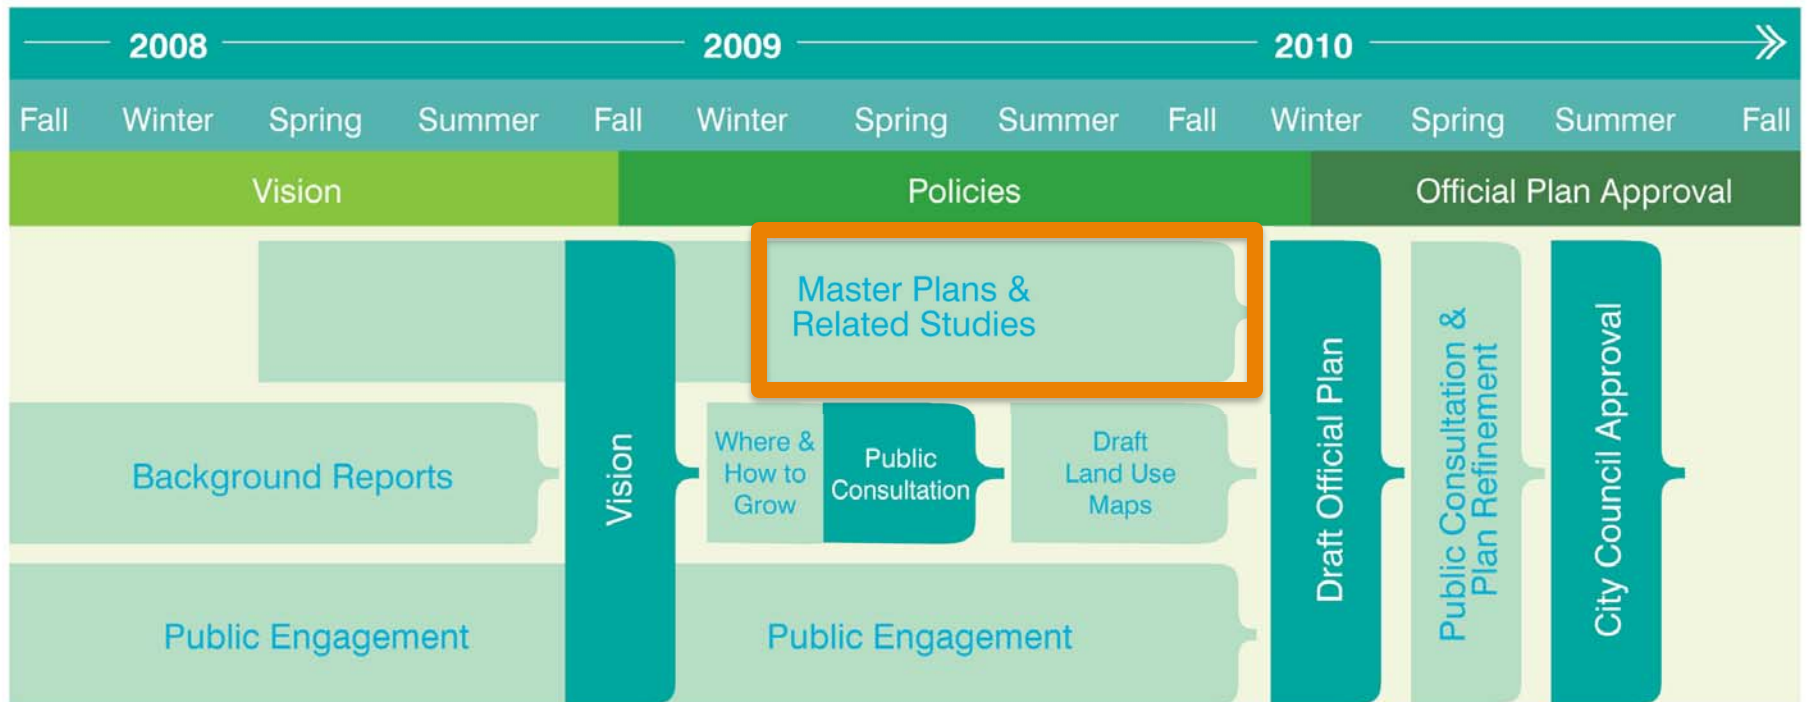 2008 2009 2010
Fall Winter Spring Summer Fall Winter Spring Summer Fall Winter Spring Summer Fall
Vision Policies Official Plan Approval
Master Plans &
Related Studies
Background Reports
Vision
Where &
How to
Grow
Public
Consultation
Draft
Land Use
Maps
Public Engagement
Public Engagement
Draft Official Plan
Public Consultation &
Plan Refinement
City Council Approval